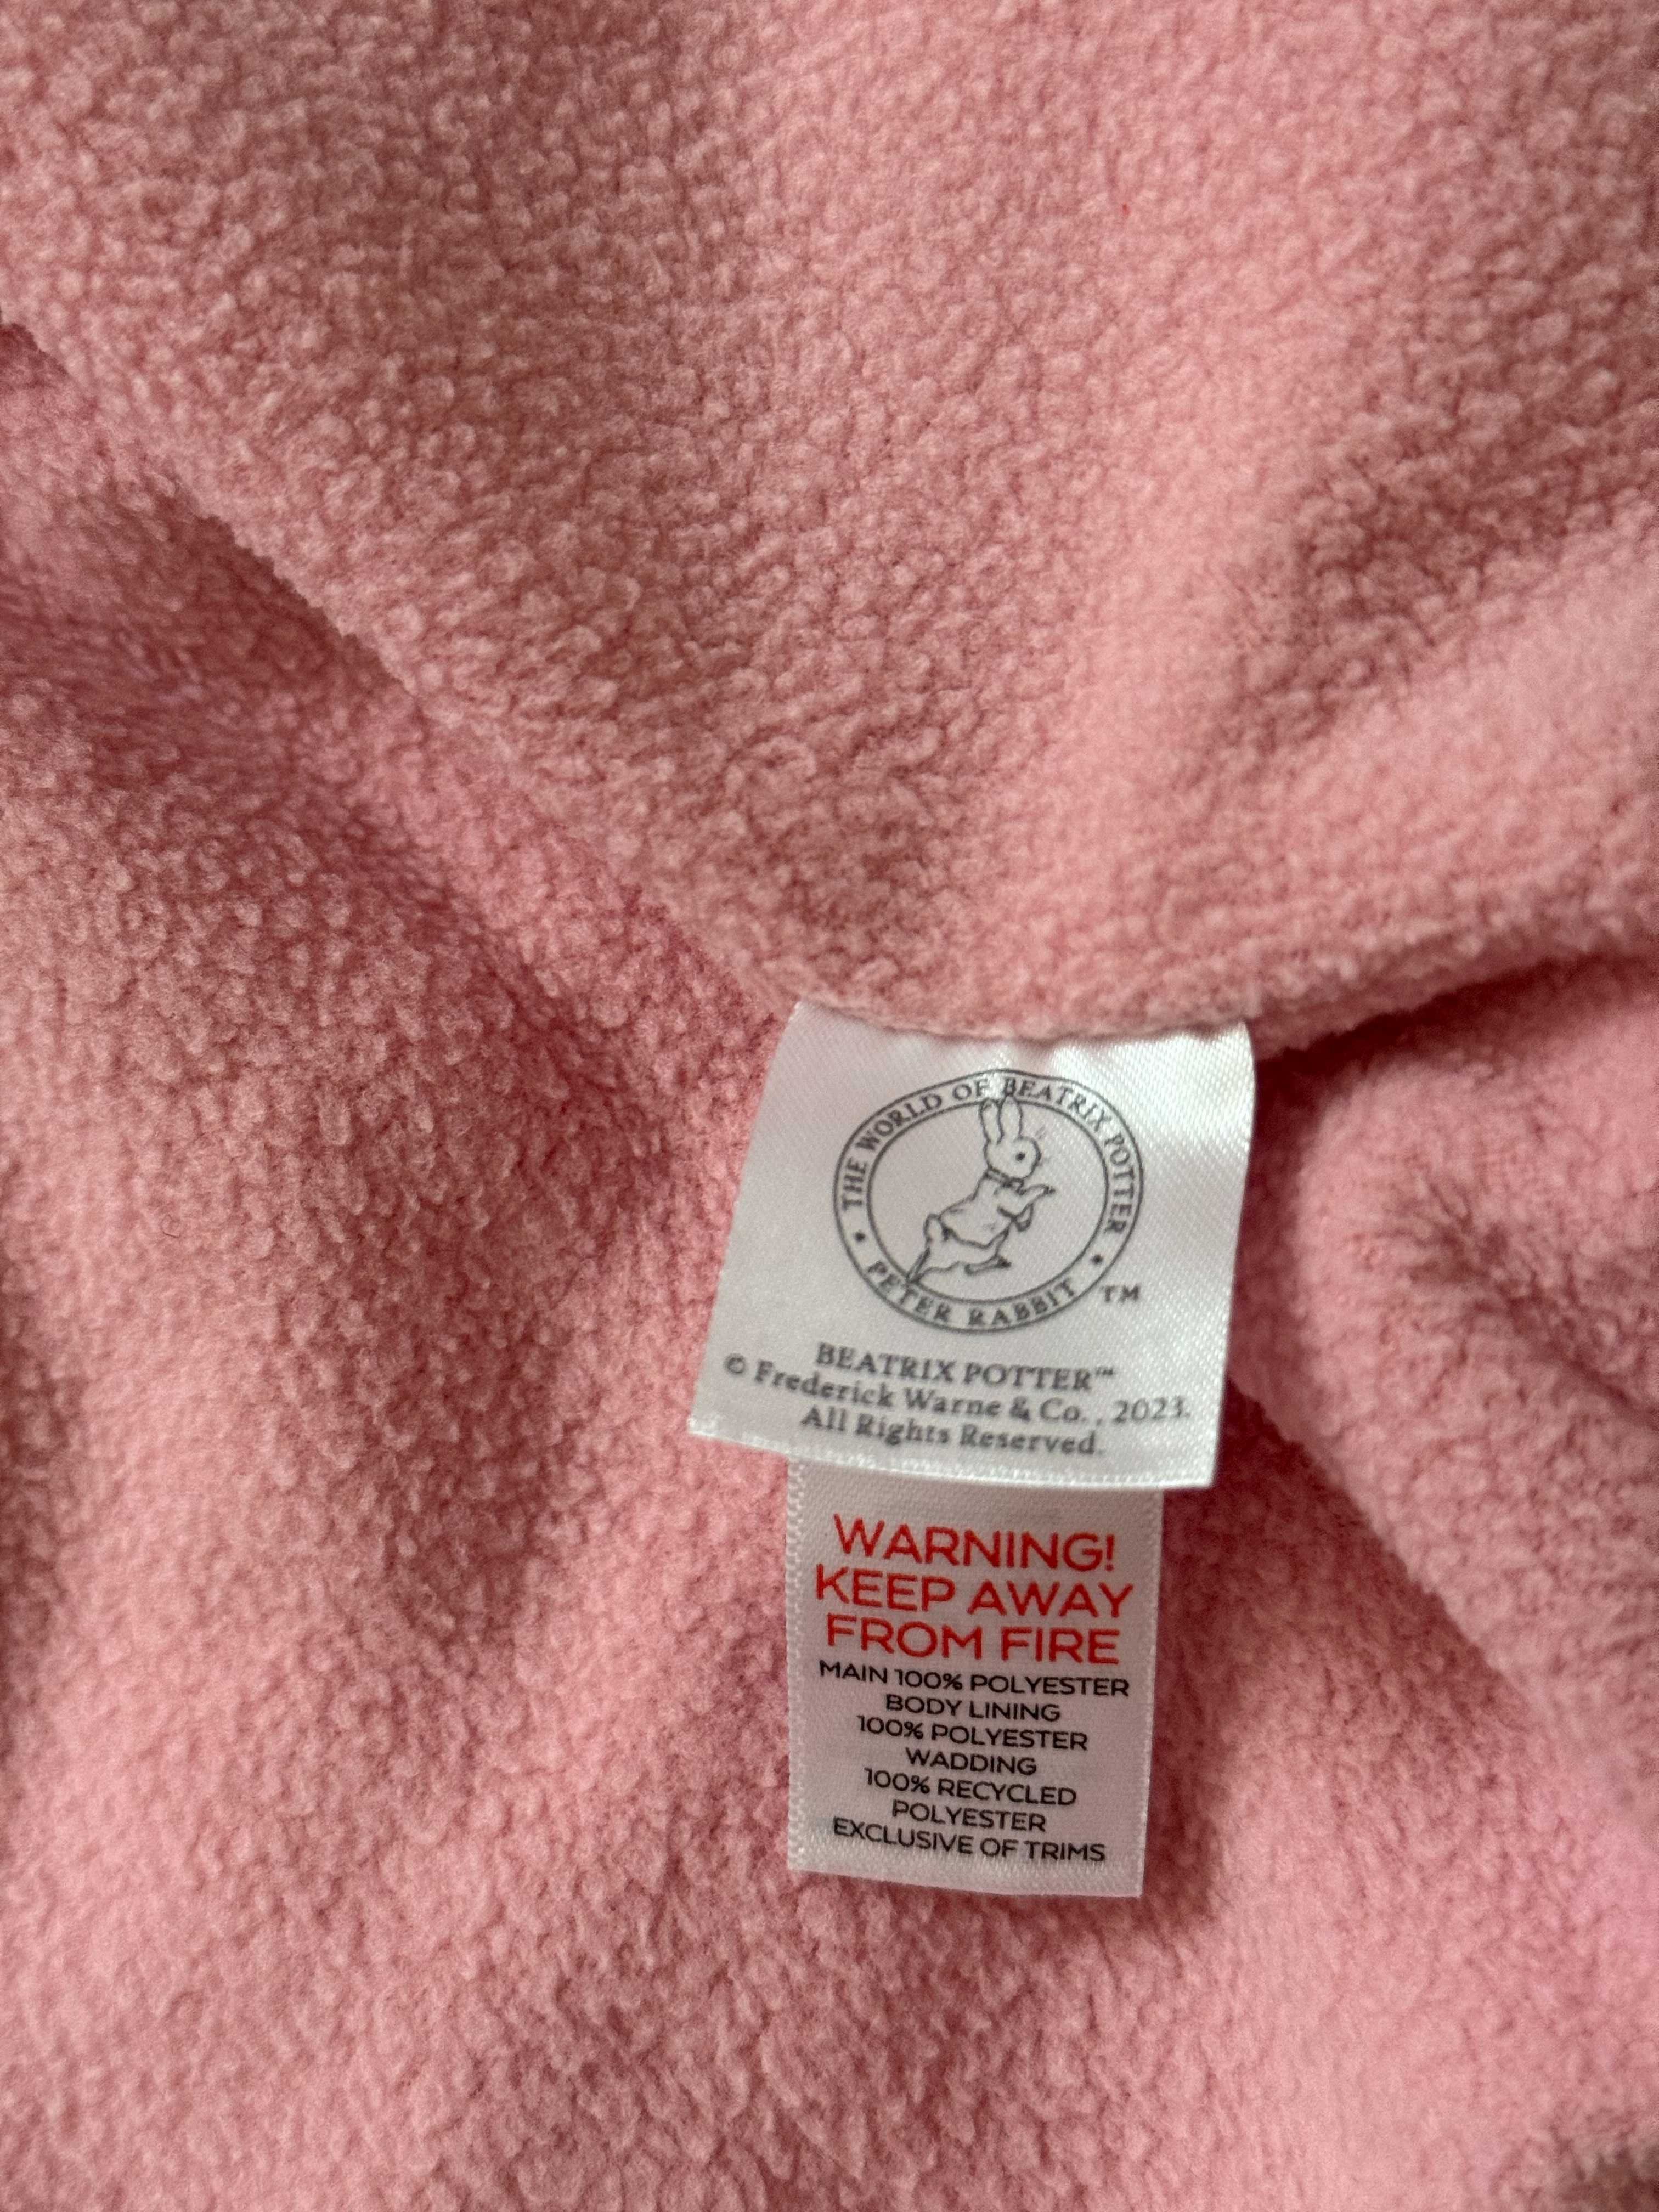 THE WORLD OF BEATRIX POTTER
• PETER RABBIT •
TM
BEATRIX POTTER™
© Frederick Warne & Co., 2023.
All Rights Reserved.
WARNING!
KEEP AWAY
FROM FIRE
MAIN 100% POLYESTER
BODY LINING
100% POLYESTER
WADDING
100% RECYCLED
POLYESTER
EXCLUSIVE OF TRIMS